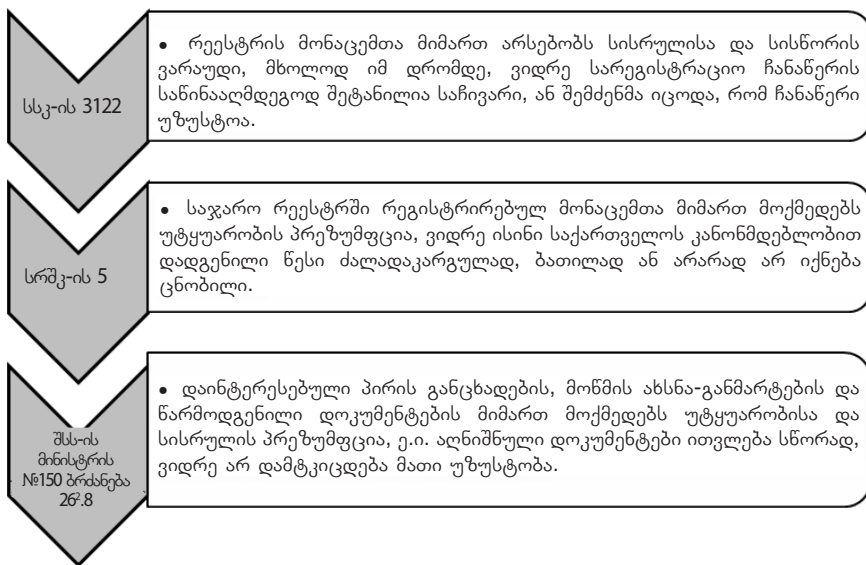 სსკ-ის 3122
• რეესტრის მონაცემთა მიმართ არსებობს სისრულისა და სისწორის
ვარაუდი, მხოლოდ იმ დრომდე, ვიდრე სარეგისტრაციო ჩანაწერის
საწინააღმდეგოდ შეტანილია საჩივარი, ან შემძენმა იცოდა, რომ ჩანაწერი
უზუსტოა.
სრშკ-ის 5
• საჯარო რეესტრში რეგისტრირებულ მონაცემთა მიმართ მოქმედებს
უტყუარობის პრეზუმფცია, ვიდრე ისინი საქართველოს კანონმდებლობით
დადგენილი წესი ძალადაკარგულად, ბათილად ან არარად არ იქნება
ცნობილი.
შსს-ის
მინისტრის
№150 ბრძანება
26².8
• დაინტერესებული პირის განცხადების, მოწმის ახსნა-განმარტების და
წარმოდგენილი დოკუმენტების მიმართ მოქმედებს უტყუარობისა და
სისრულის პრეზუმფცია, ე.ი. აღნიშნული დოკუმენტები ითვლება სწორად,
ვიდრე არ დამტკიცდება მათი უზუსტობა.